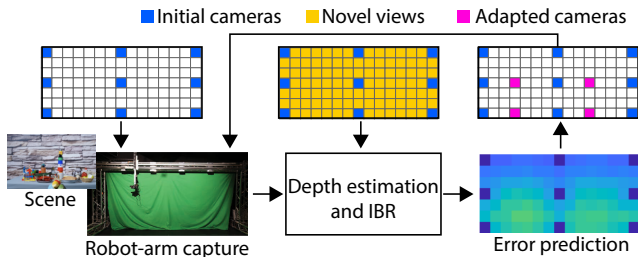 Initial cameras
Novel views
Adapted cameras
Scene
Robot-arm capture
Depth estimation
and IBR
Error prediction